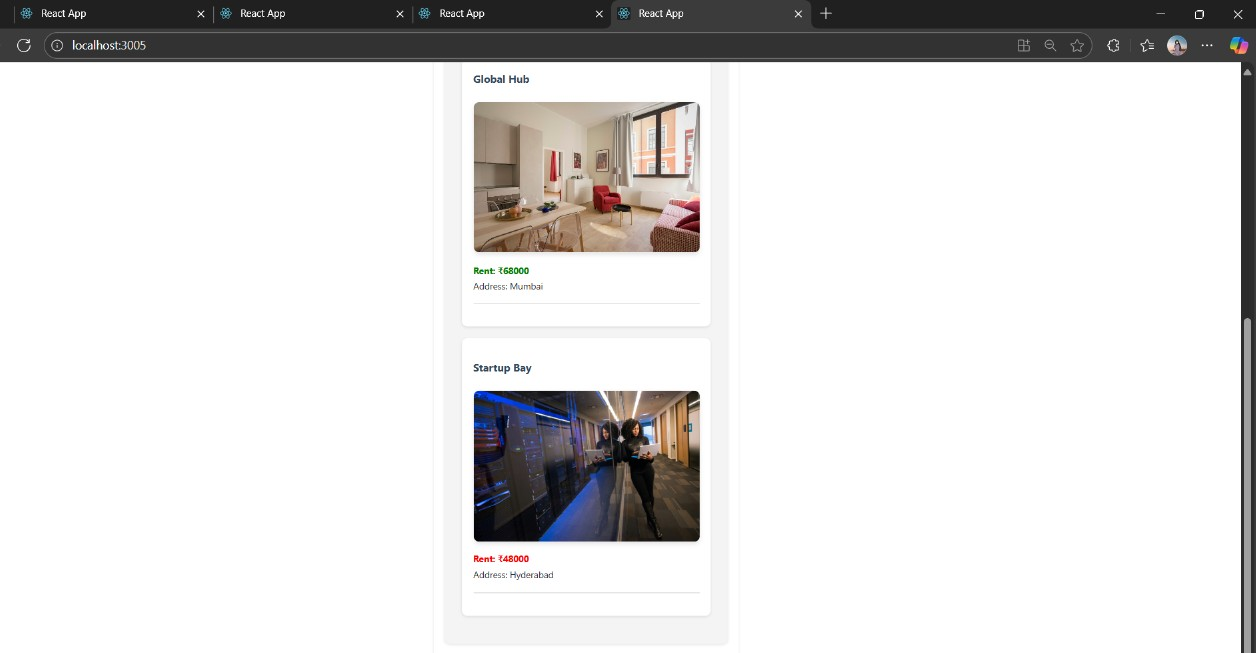 React App
React App
React App
React App
localhost:3005
Global Hub
Rent: ₹68000
Address: Mumbai
Startup Bay
Rent: ₹48000
Address: Hyderabad